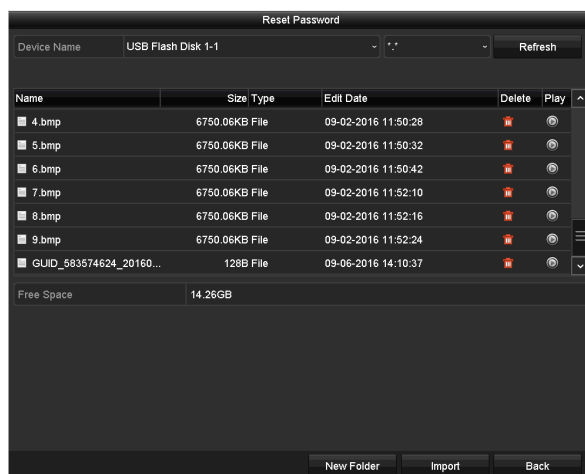 Reset Password
Device Name USB Flash Disk 1-1 *.* Refresh
Name Size Type Edit Date Delete Play
4.bmp 6750.06KB File 09-02-2016 11:50:28
5.bmp 6750.06KB File 09-02-2016 11:50:32
6.bmp 6750.06KB File 09-02-2016 11:50:42
7.bmp 6750.06KB File 09-02-2016 11:52:10
8.bmp 6750.06KB File 09-02-2016 11:52:16
9.bmp 6750.06KB File 09-02-2016 11:52:24
GUID_583574624_20160... 128B File 09-06-2016 14:10:37
Free Space 14.26GB
New Folder Import Back